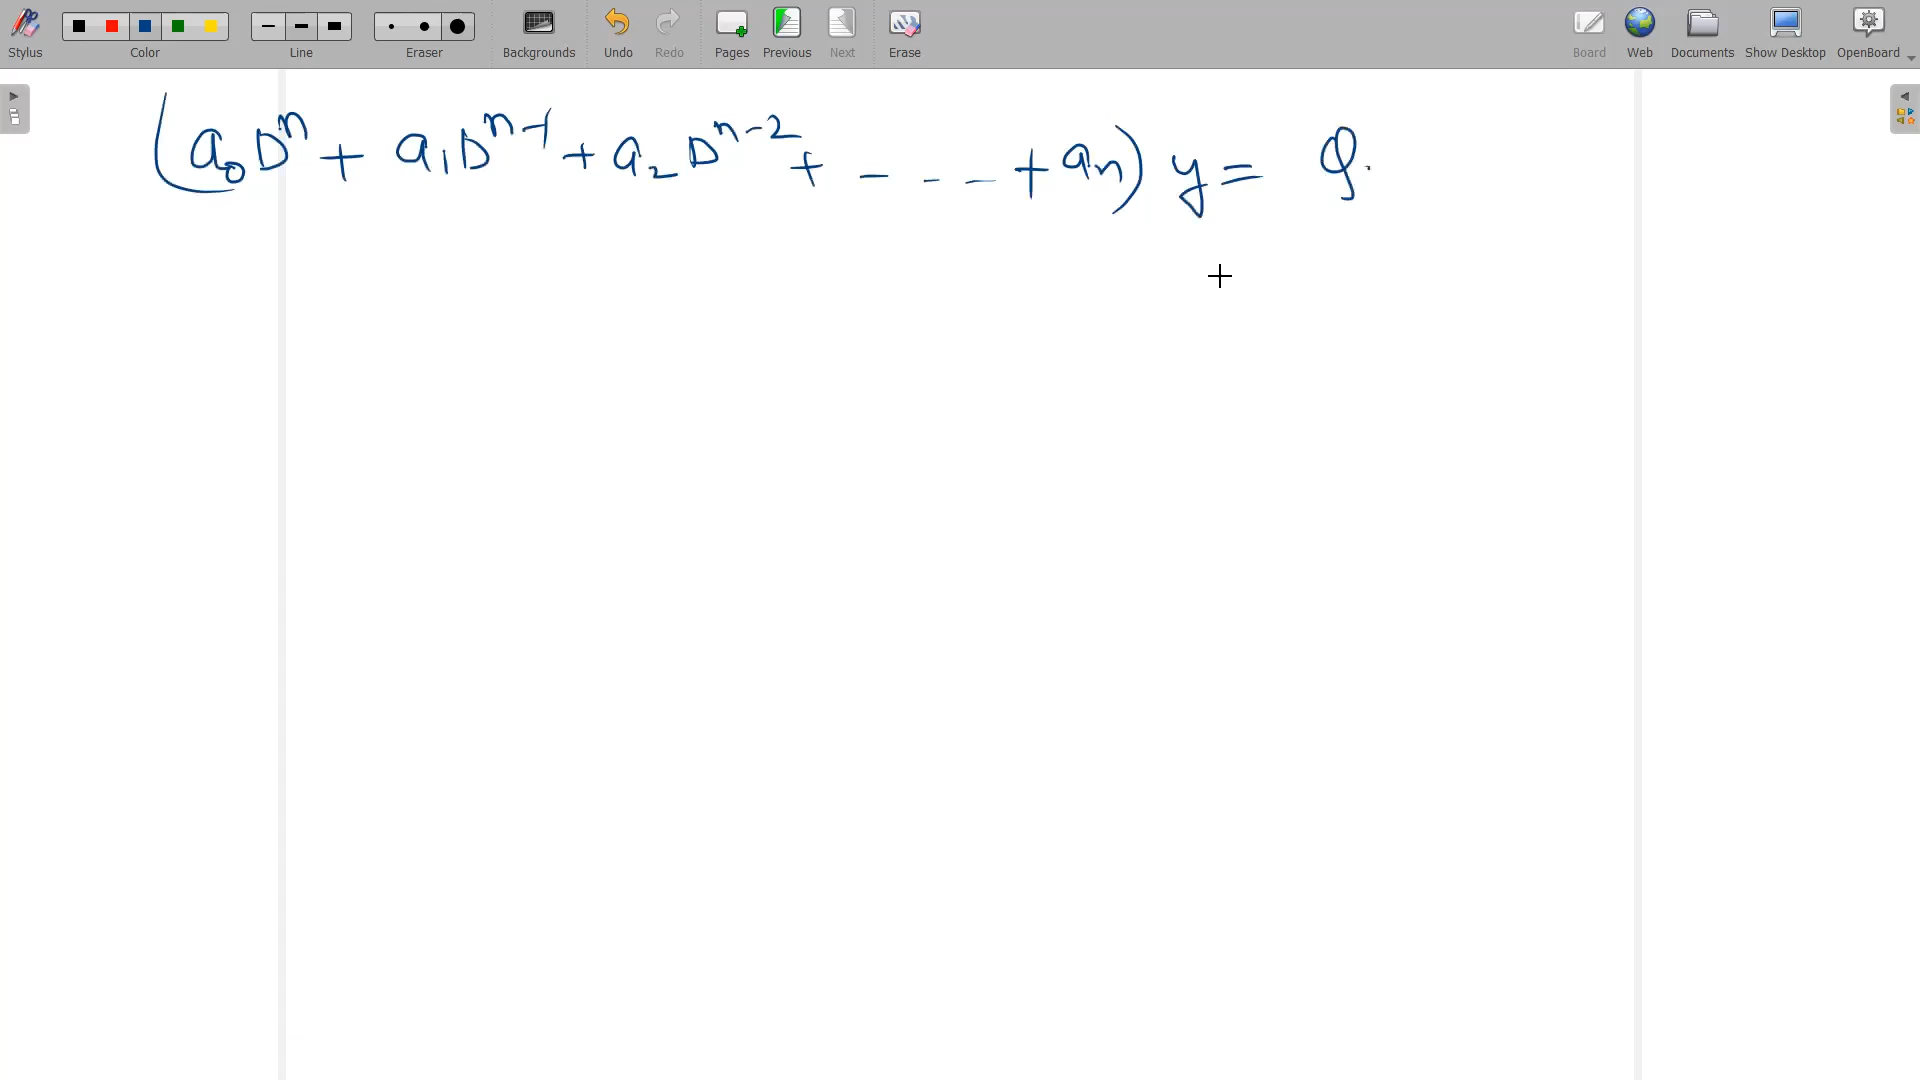 Stylus Color Line Eraser Backgrounds Undo Redo Pages Previous Next Erase Board Web Documents Show Desktop OpenBoard
(a₀Dⁿ + a₁Dⁿ⁻¹ + a₂Dⁿ⁻² + - - - + aₙ) y = Q.